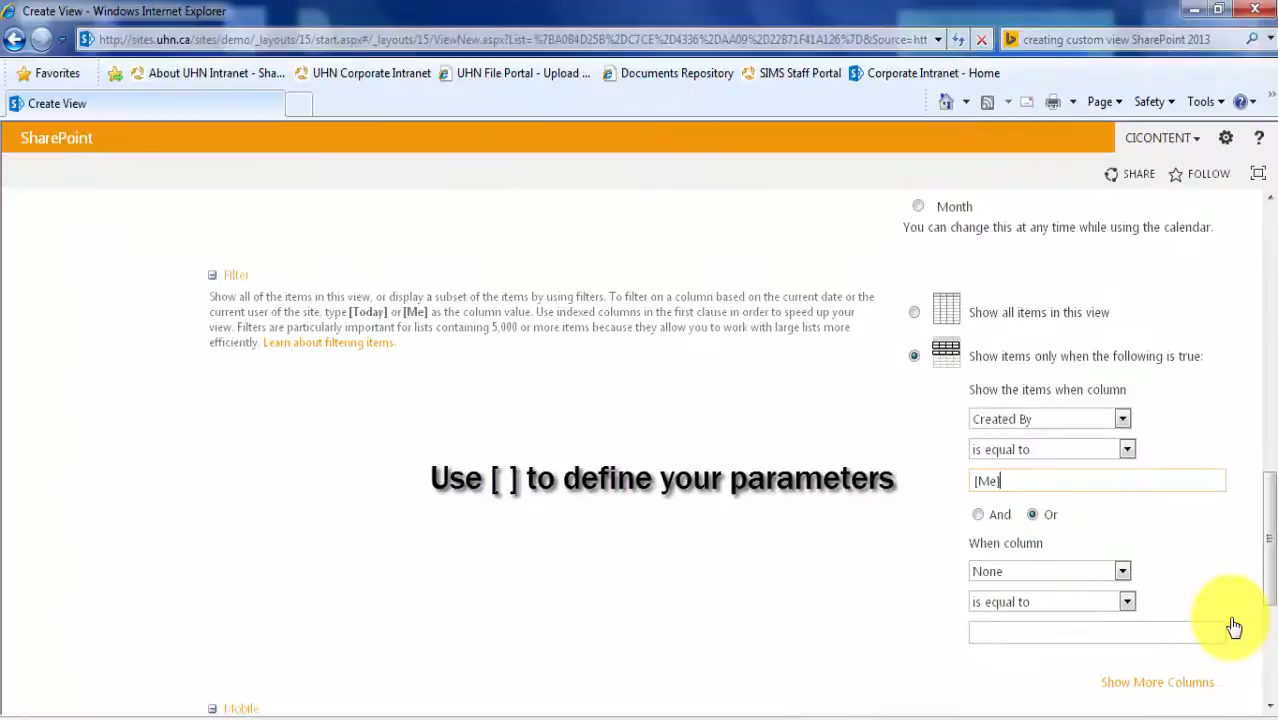 Create View - Windows Internet Explorer
http://sites.uhn.ca/sites/demo/_layouts/15/start.aspx#/_layouts/15/ViewNew.aspx?List=%7BA0B4D25B%2DC7CE%2D4336%2DAA09%2D22B71F41A126%7D&Source=htt
creating custom view SharePoint 2013
Favorites
About UHN Intranet - Sha...
UHN Corporate Intranet
UHN File Portal - Upload ...
Documents Repository
SIMS Staff Portal
Corporate Intranet - Home
Create View
Page
Safety
Tools
SharePoint
CICONTENT
?
SHARE
FOLLOW
Month
You can change this at any time while using the calendar.
Filter
Show all of the items in this view, or display a subset of the items by using filters. To filter on a column based on the current date or the
current user of the site, type [Today] or [Me] as the column value. Use indexed columns in the first clause in order to speed up your
view. Filters are particularly important for lists containing 5,000 or more items because they allow you to work with large lists more
efficiently. Learn about filtering items.
Show all items in this view
Show items only when the following is true:
Show the items when column
Created By
is equal to
Use [ ] to define your parameters
[Me]
And
Or
When column
None
is equal to
Show More Columns...
Mobile